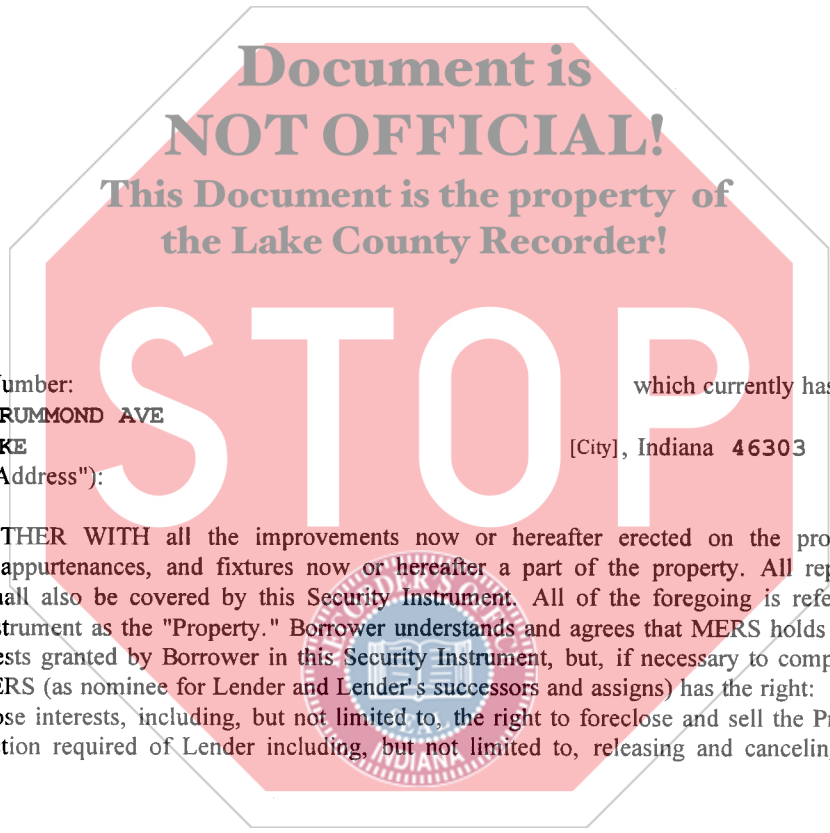 Document is
NOT OFFICIAL!
This Document is the property of
the Lake County Recorder!
STOP
umber: which currently has
RUMMOND AVE
KE [City], Indiana 46303
Address"):
THER WITH all the improvements now or hereafter erected on the pro
appurtenances, and fixtures now or hereafter a part of the property. All rep
hall also be covered by this Security Instrument. All of the foregoing is refe
strument as the "Property." Borrower understands and agrees that MERS holds
ests granted by Borrower in this Security Instrument, but, if necessary to comp
ERS (as nominee for Lender and Lender's successors and assigns) has the right:
ose interests, including, but not limited to, the right to foreclose and sell the Pr
tion required of Lender including, but not limited to, releasing and canceling
INDIANA